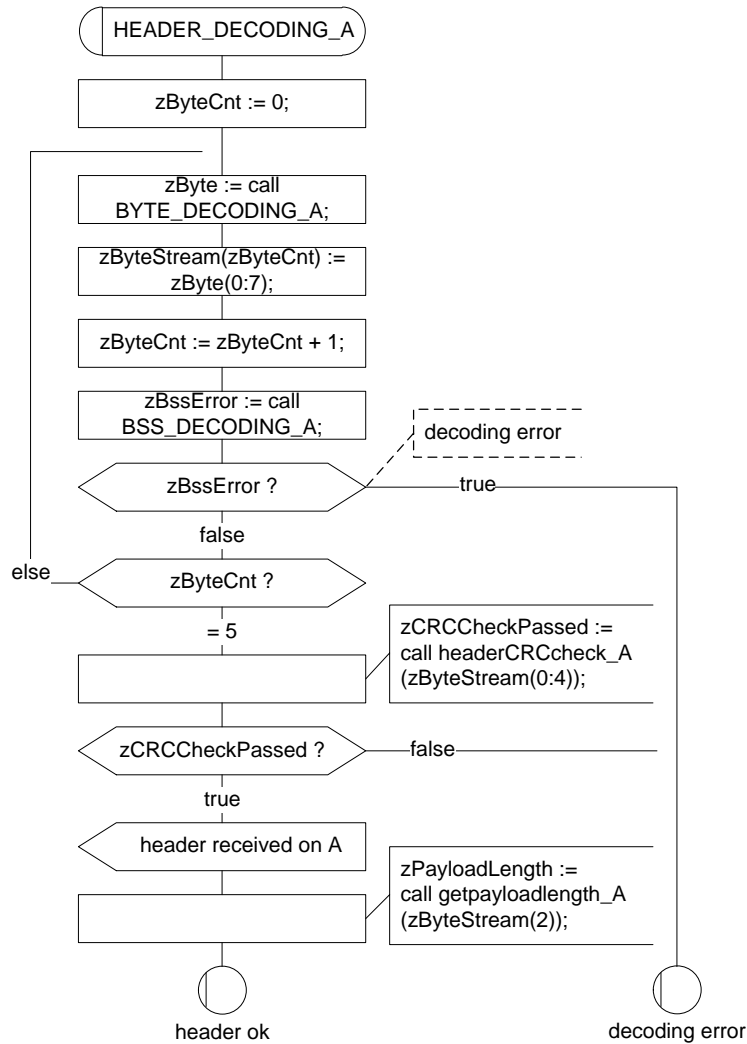 HEADER_DECODING_A
zByteCnt := 0;
zByte := call
BYTE_DECODING_A;
zByteStream(zByteCnt) :=
zByte(0:7);
zByteCnt := zByteCnt + 1;
zBssError := call
BSS_DECODING_A;
decoding error
zBssError ?
true
false
else
zByteCnt ?
= 5
zCRCCheckPassed :=
call headerCRCcheck_A
(zByteStream(0:4));
zCRCCheckPassed ?
false
true
header received on A
zPayloadLength :=
call getpayloadlength_A
(zByteStream(2));
header ok
decoding error